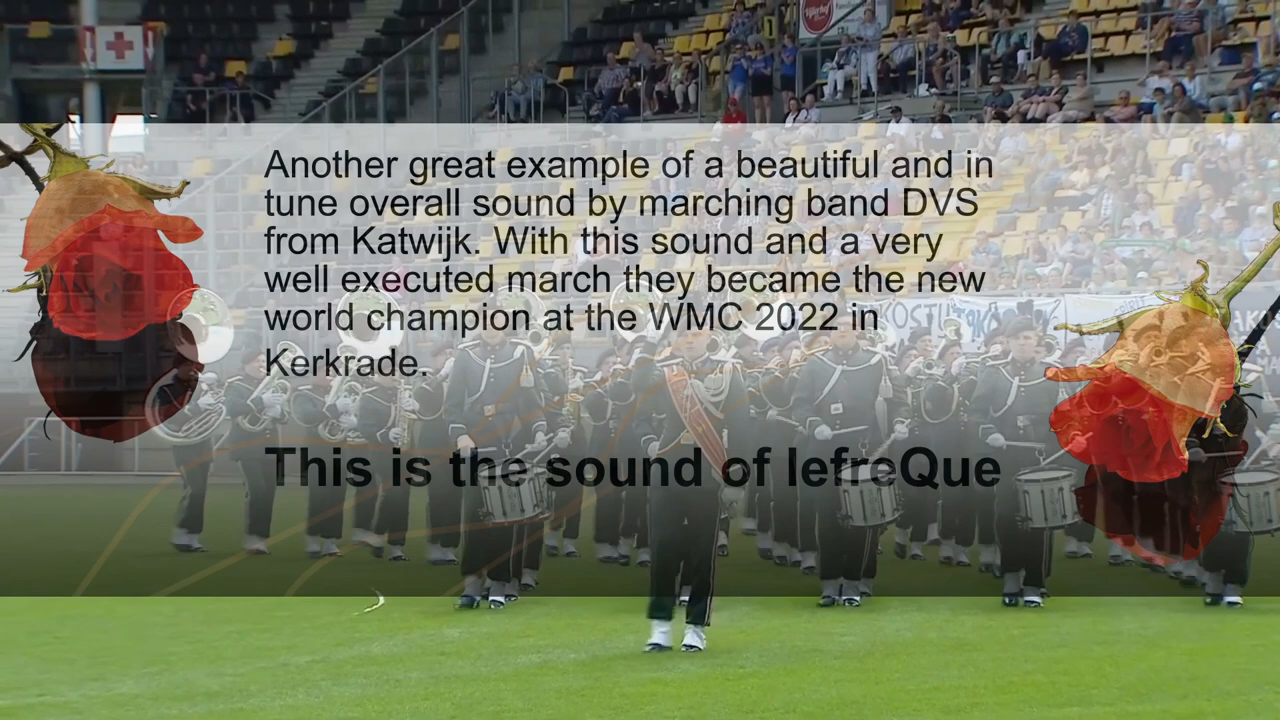 Another great example of a beautiful and in
tune overall sound by marching band DVS
from Katwijk. With this sound and a very
well executed march they became the new
world champion at the WMC 2022 in
Kerkrade.
This is the sound of lefreQue